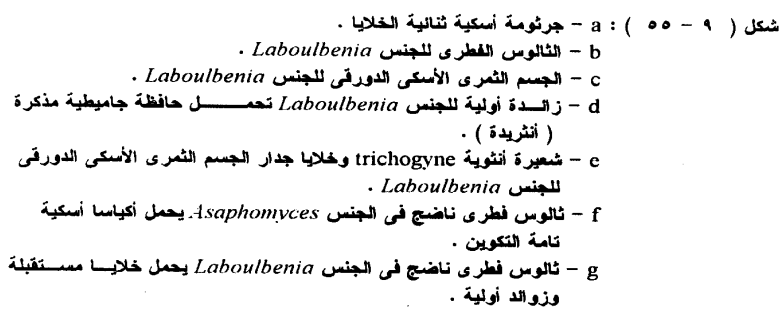 شكل ( ٩ - ٥٥ ) : a - جرثومة أسكية ثنائية الخلايا .
b - الثالوس الفطرى للجنس Laboulbenia .
c - الجسم الثمرى الأسكى الدورقى للجنس Laboulbenia .
d - زائدة أولية للجنس Laboulbenia تحمل حافظة جاميطية مذكرة
( أنثريدة ) .
e - شعيرة أنثوية trichogyne وخلايا جدار الجسم الثمرى الأسكى الدورقى
للجنس Laboulbenia .
f - ثالوس فطرى ناضج فى الجنس Asaphomyces يحمل أكياسا أسكية
تامة التكوين .
g - ثالوس فطرى ناضج فى الجنس Laboulbenia يحمل خلايا مستقبلة
وزوائد أولية .